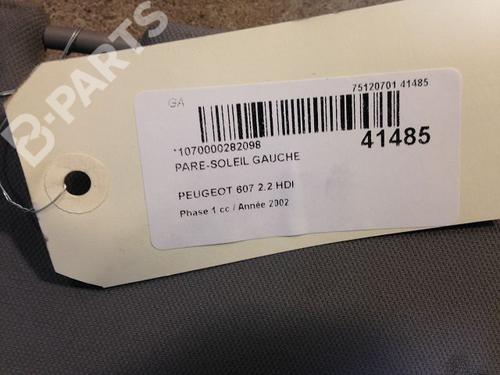 GA
75120701 41485
*1070000282098
41485
PARE-SOLEIL GAUCHE
PEUGEOT 607 2.2 HDI
Phase 1 cc / Année 2002
B-PARTS